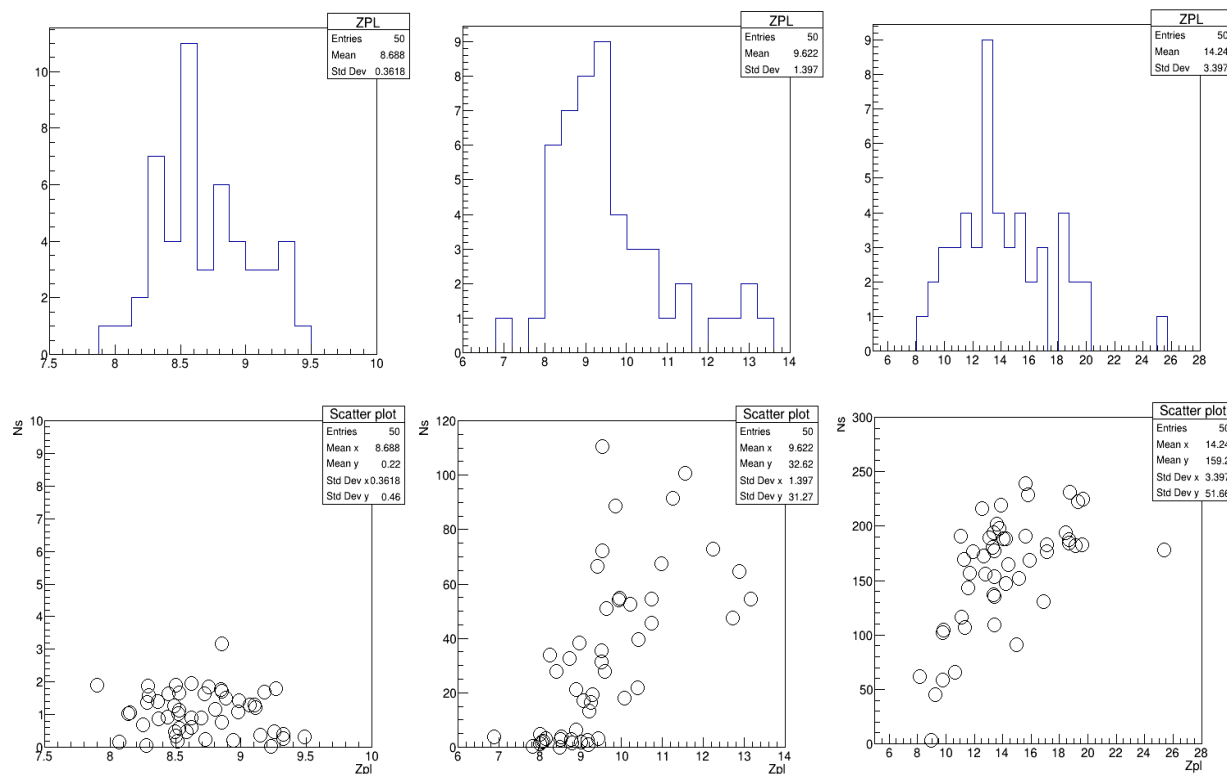 ZPL
Entries 50
Mean 8.688
Std Dev 0.3618
10
8
6
4
2
0
7.5 8 8.5 9 9.5 10
ZPL
Entries 50
Mean 9.622
Std Dev 1.397
9
8
7
6
5
4
3
2
1
0
6 7 8 9 10 11 12 13 14
ZPL
Entries 50
Mean 14.24
Std Dev 3.397
9
8
7
6
5
4
3
2
1
0
6 8 10 12 14 16 18 20 22 24 26 28
Scatter plot
Entries 50
Mean x 8.688
Mean y 0.22
Std Dev x 0.3618
Std Dev y 0.46
Ns
10
9
8
7
6
5
4
3
2
1
0
7.5 8 8.5 9 9.5 10
Zpl
Scatter plot
Entries 50
Mean x 9.622
Mean y 32.62
Std Dev x 1.397
Std Dev y 31.27
Ns
120
100
80
60
40
20
0
6 7 8 9 10 11 12 13 14
Zpl
Scatter plot
Entries 50
Mean x 14.24
Mean y 159.2
Std Dev x 3.397
Std Dev y 51.66
Ns
300
250
200
150
100
50
0
6 8 10 12 14 16 18 20 22 24 26 28
Zpl